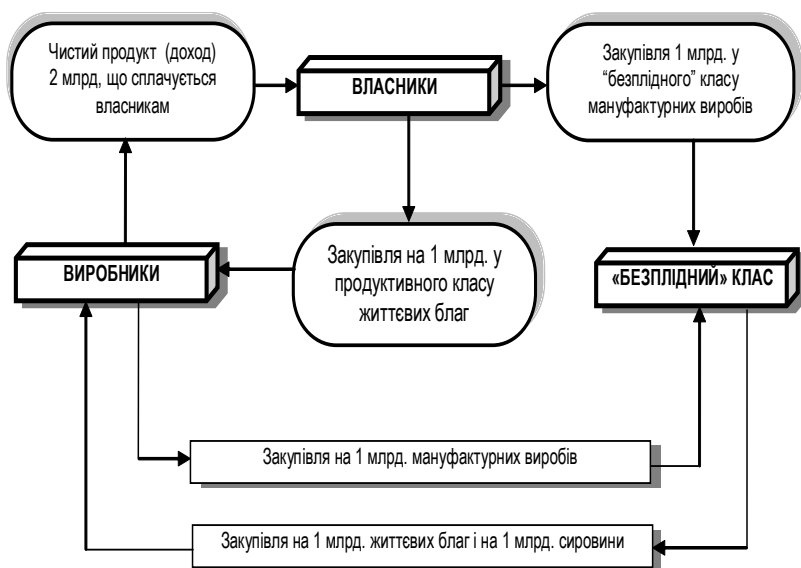 Чистий продукт (доход)
2 млрд, що сплачується
власникам
ВЛАСНИКИ
Закупівля 1 млрд. у
“безплідного” класу
мануфактурних виробів
ВИРОБНИКИ
Закупівля на 1 млрд. у
продуктивного класу
життєвих благ
«БЕЗПЛІДНИЙ» КЛАС
Закупівля на 1 млрд. мануфактурних виробів
Закупівля на 1 млрд. життєвих благ і на 1 млрд. сировини